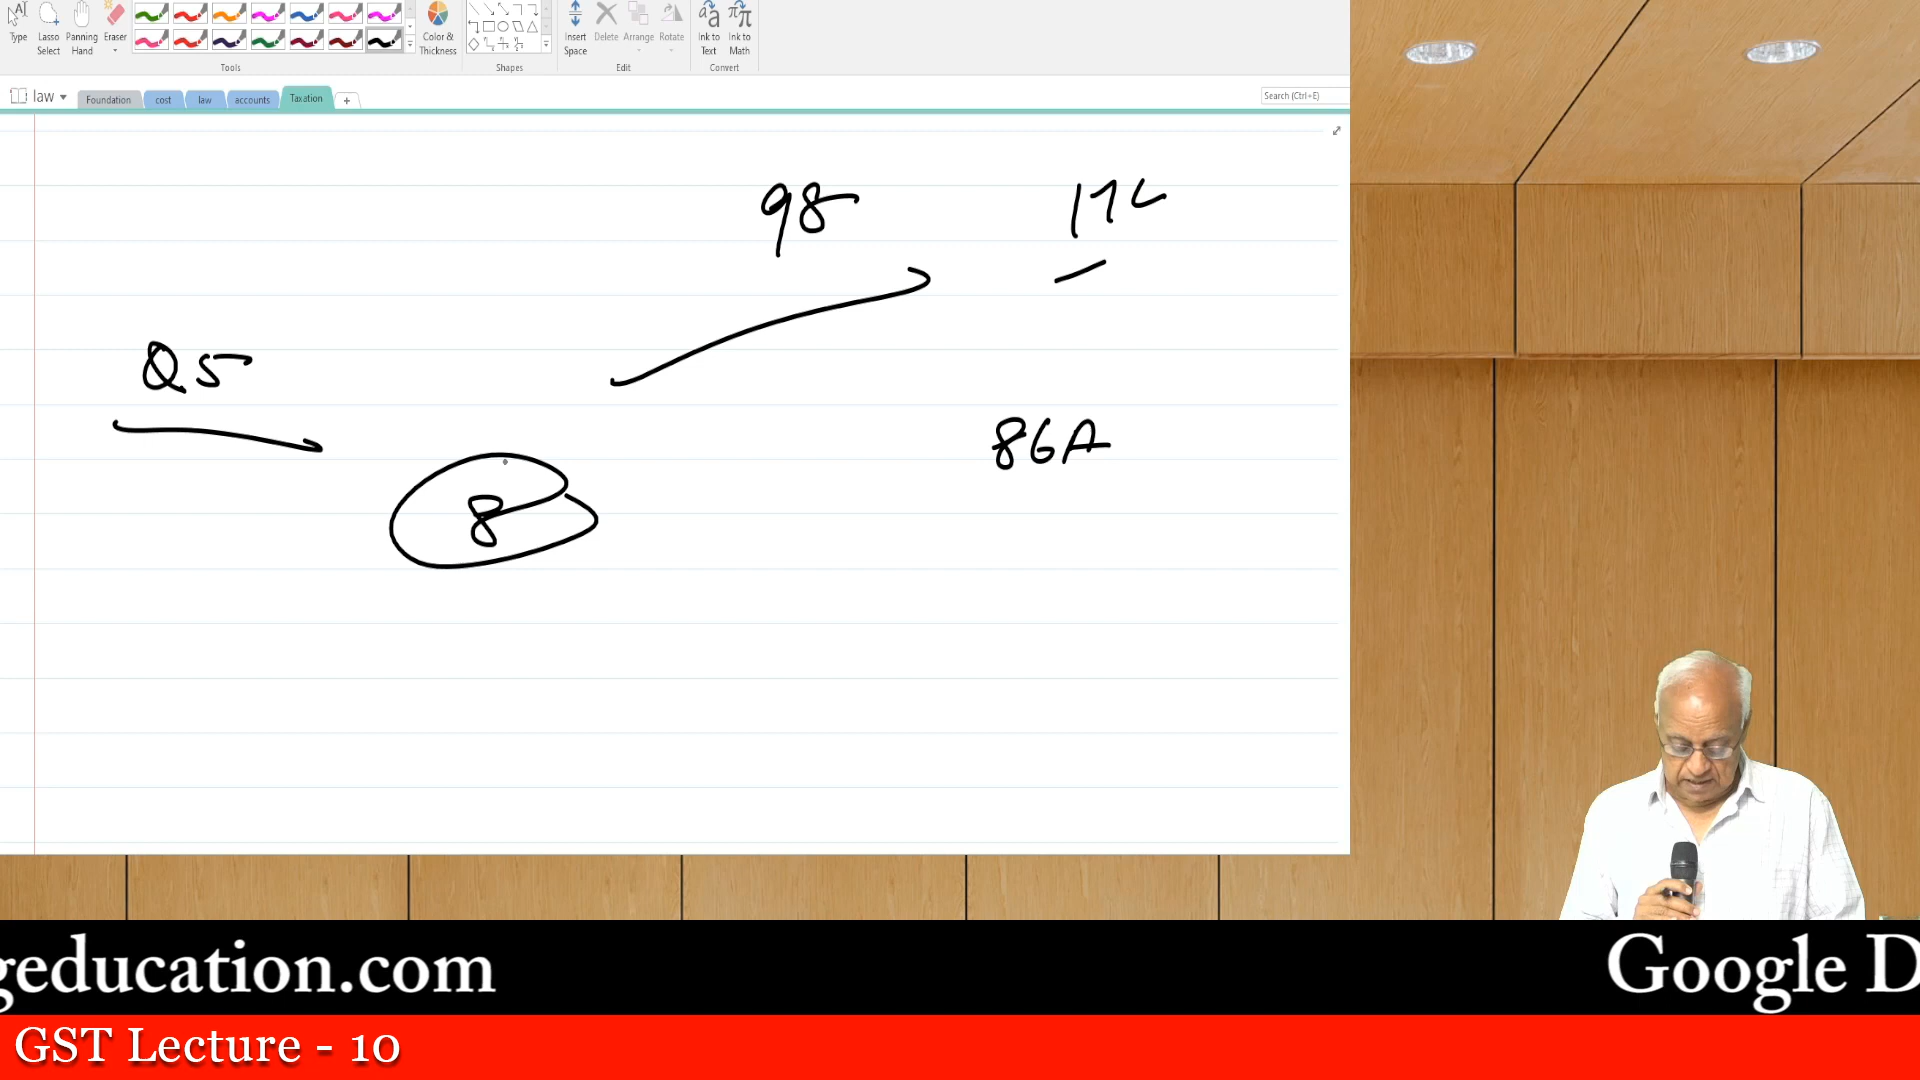 Type
Lasso Select
Panning Hand
Eraser
Color & Thickness
Insert Space
Delete
Arrange
Rotate
Ink to Text
Ink to Math
Tools
Shapes
Edit
Convert
law
Foundation
cost
law
accounts
Taxation
Search (Ctrl+E)
98
Q5
86A
8
geducation.com
Google D
GST Lecture - 10